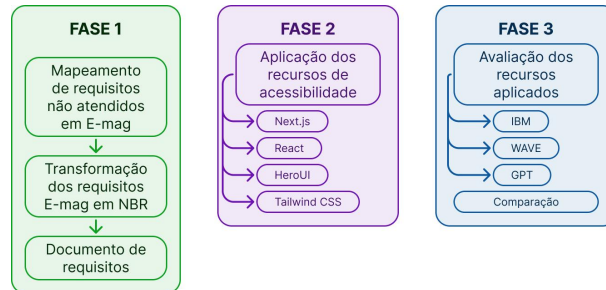 FASE 1
Mapeamento
de requisitos
não atendidos
em E-mag
Transformação
dos requisitos
E-mag em NBR
Documento de
requisitos
FASE 2
Aplicação dos
recursos de
acessibilidade
Next.js
React
HeroUI
Tailwind CSS
FASE 3
Avaliação dos
recursos
aplicados
IBM
WAVE
GPT
Comparação